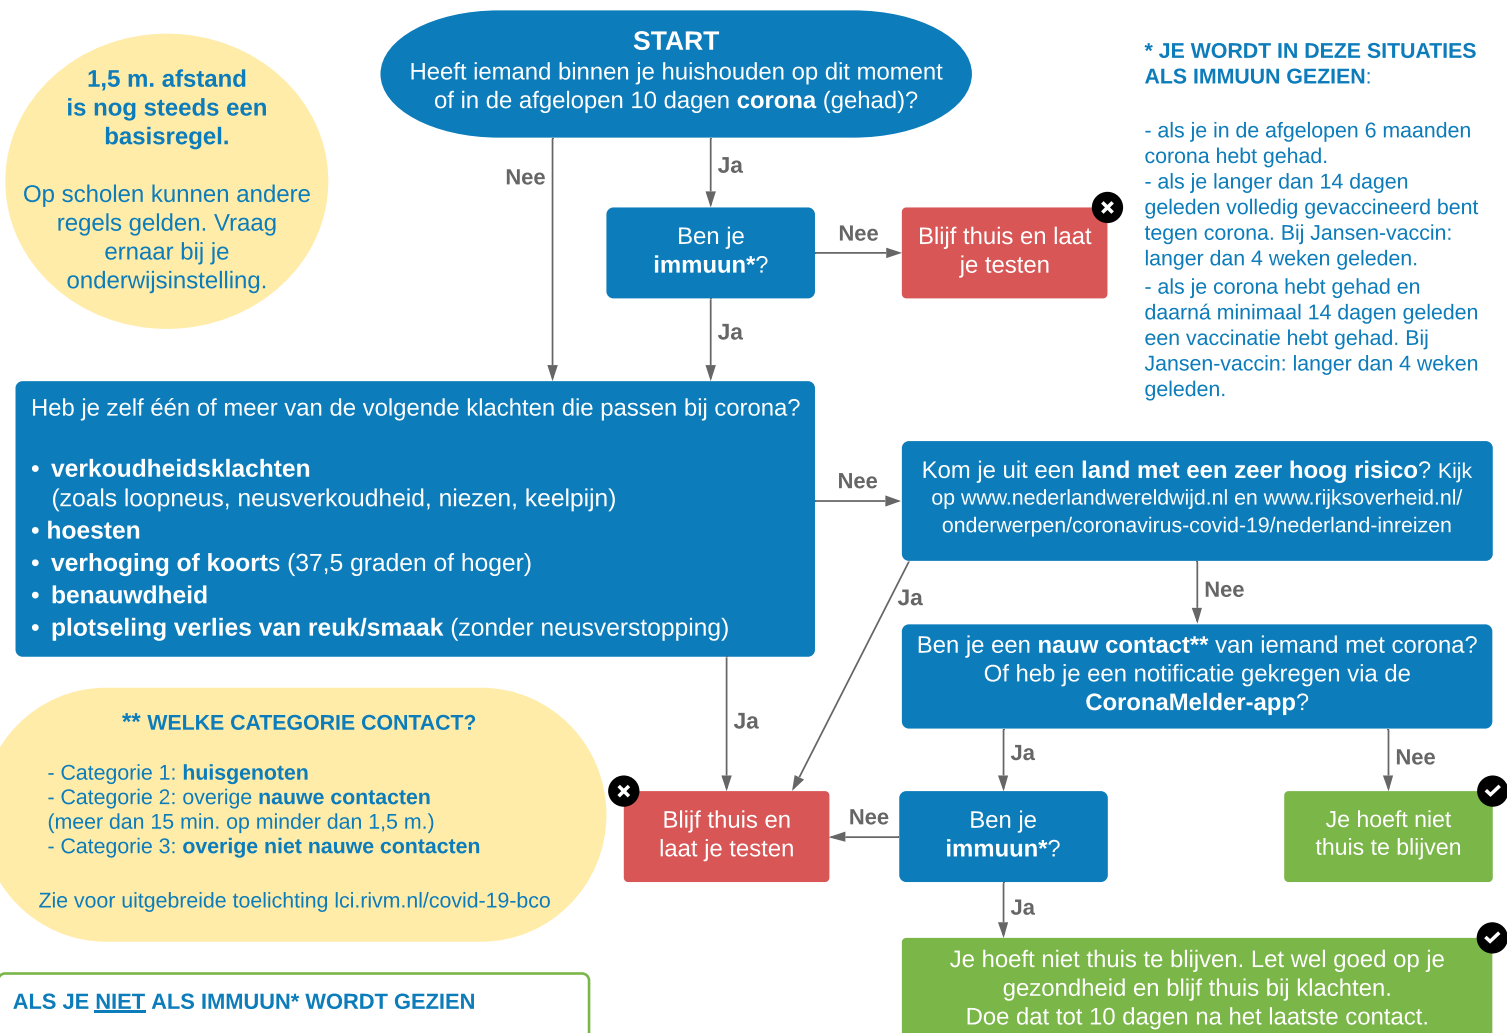 START
Heeft iemand binnen je huishouden op dit moment
of in de afgelopen 10 dagen corona (gehad)?
1,5 m. afstand
is nog steeds een
basisregel.
Op scholen kunnen andere
regels gelden. Vraag
ernaar bij je
onderwijsinstelling.
* JE WORDT IN DEZE SITUATIES
ALS IMMUUN GEZIEN:
- als je in de afgelopen 6 maanden
corona hebt gehad.
- als je langer dan 14 dagen
geleden volledig gevaccineerd bent
tegen corona. Bij Jansen-vaccin:
langer dan 4 weken geleden.
- als je corona hebt gehad en
daarná minimaal 14 dagen geleden
een vaccinatie hebt gehad. Bij
Jansen-vaccin: langer dan 4 weken
geleden.
Nee
Ja
Ben je
immuun*?
Nee
Blijf thuis en laat
je testen
Ja
Heb je zelf één of meer van de volgende klachten die passen bij corona?
• verkoudheidsklachten
(zoals loopneus, neusverkoudheid, niezen, keelpijn)
• hoesten
• verhoging of koorts (37,5 graden of hoger)
• benauwdheid
• plotseling verlies van reuk/smaak (zonder neusverstopping)
Nee
Kom je uit een land met een zeer hoog risico? Kijk
op www.nederlandwereldwijd.nl en www.rijksoverheid.nl/
onderwerpen/coronavirus-covid-19/nederland-inreizen
Ja
Nee
Ben je een nauw contact** van iemand met corona?
Of heb je een notificatie gekregen via de
CoronaMelder-app?
Ja
Ja
Nee
** WELKE CATEGORIE CONTACT?
- Categorie 1: huisgenoten
- Categorie 2: overige nauwe contacten
(meer dan 15 min. op minder dan 1,5 m.)
- Categorie 3: overige niet nauwe contacten
Zie voor uitgebreide toelichting lci.rivm.nl/covid-19-bco
Blijf thuis en
laat je testen
Nee
Ben je
immuun*?
Je hoeft niet
thuis te blijven
Ja
Je hoeft niet thuis te blijven. Let wel goed op je
gezondheid en blijf thuis bij klachten.
Doe dat tot 10 dagen na het laatste contact.
ALS JE NIET ALS IMMUUN* WORDT GEZIEN